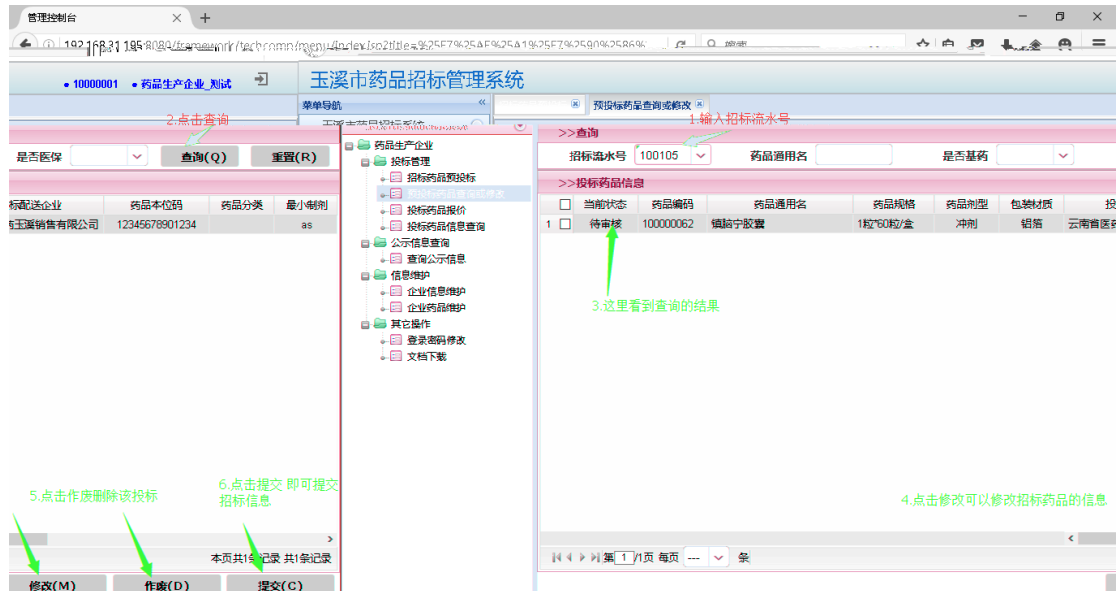 管理控制台
搜索
10000001
药品生产企业_测试
玉溪市药品招标管理系统
菜单导航
预投标药品查询或修改
2.点击查询
1.输入招标流水号
是否医保
查询(Q)
重置(R)
药品生产企业
投标管理
招标药品预投标
预投标药品查询或修改
投标药品报价
投标药品信息查询
公示信息查询
查询公示信息
信息维护
企业信息维护
企业药品维护
其它操作
登录密码修改
文档下载
>>查询
招标流水号 100105
药品通用名
是否基药
>>投标药品信息
标配送企业 药品本位码 药品分类 最小制剂
药玉溪销售有限公司 12345678901234 as
当前状态 药品编码 药品通用名 药品规格 药品剂型 包装材质 投
1 待审核 100000062 镇脑宁胶囊 1粒*60粒/盒 冲剂 铝箔 云南省医药
3.这里看到查询的结果
4.点击修改可以修改招标药品的信息
5.点击作废删除该投标
6.点击提交 即可提交
招标信息
本页共1条记录 共1条记录
第 1 /1页 每页 --- 条
修改(M)
作废(D)
提交(C)